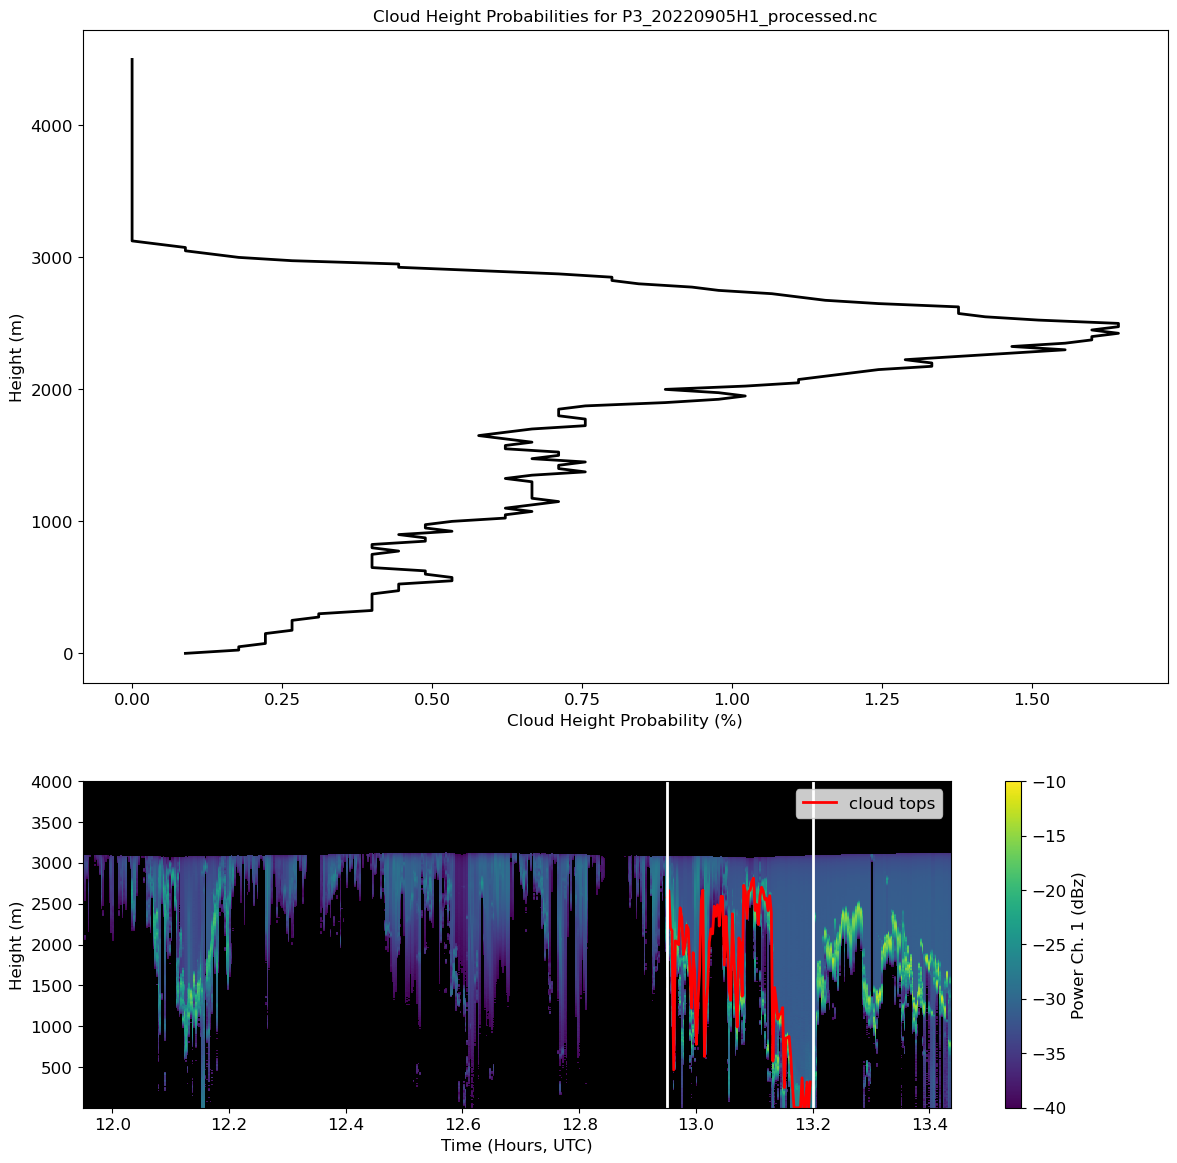 Cloud Height Probabilities for P3_20220905H1_processed.nc
Height (m)
4000
3000
2000
1000
0
0.00 0.25 0.50 0.75 1.00 1.25 1.50
Cloud Height Probability (%)
Height (m)
4000
3500
3000
2500
2000
1500
1000
500
cloud tops
12.0 12.2 12.4 12.6 12.8 13.0 13.2 13.4
Time (Hours, UTC)
−10
−15
−20
−25
−30
−35
−40
Power Ch. 1 (dBz)